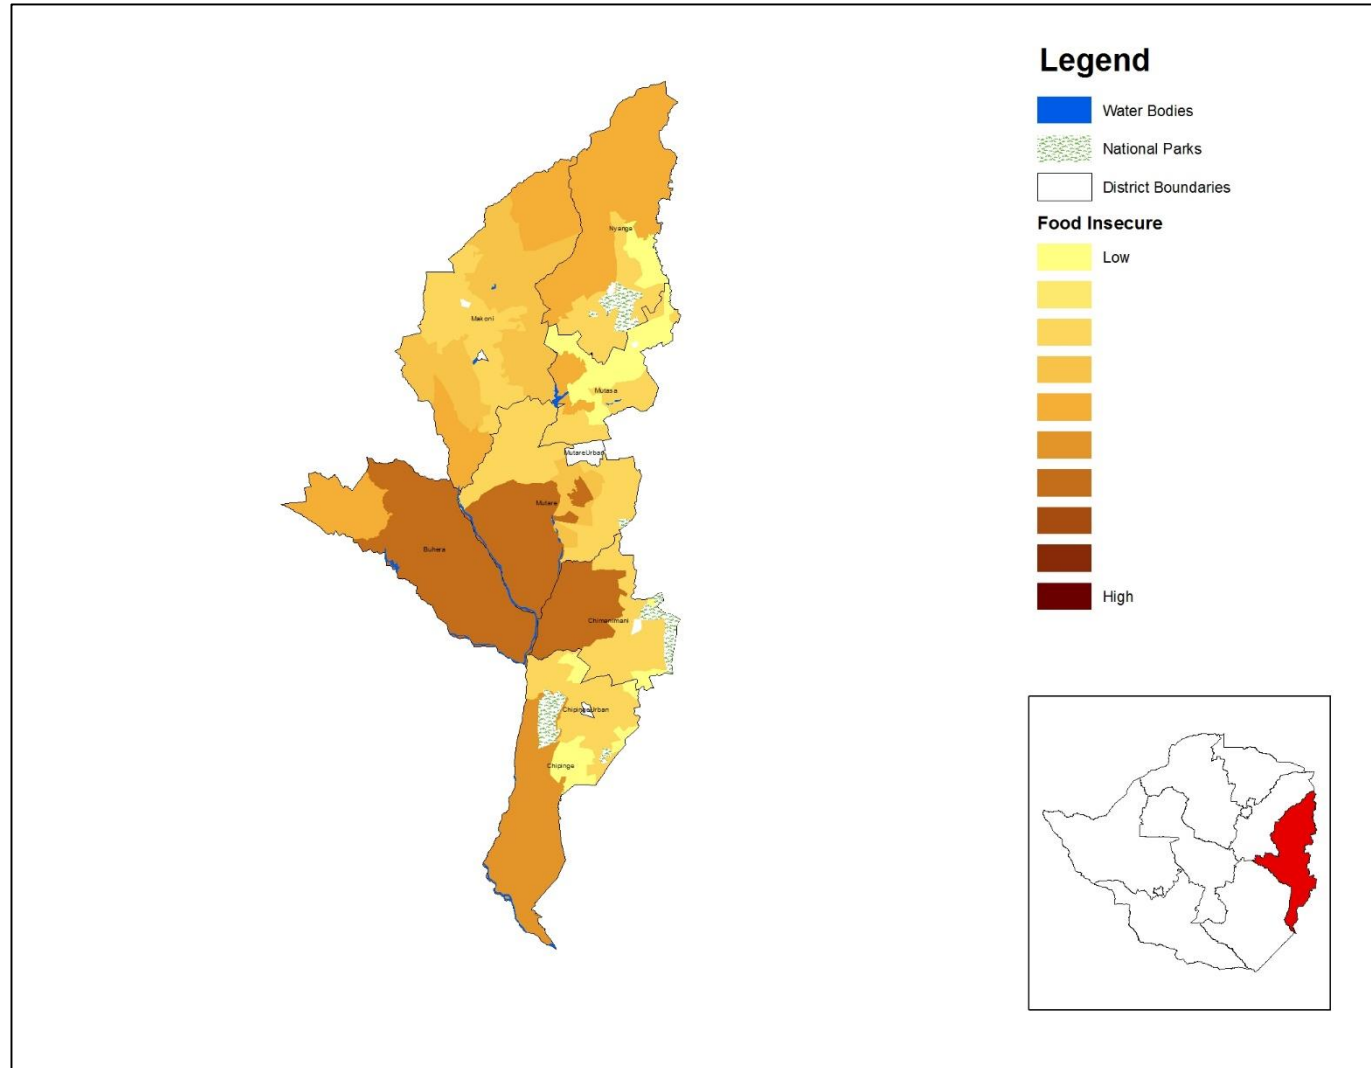 Legend
Water Bodies
National Parks
District Boundaries
Food Insecure
Low
High
Nyanga
Makoni
Mutasa
MutareUrban
Mutare
Buhera
Chimanimani
ChipingeUrban
Chipinge